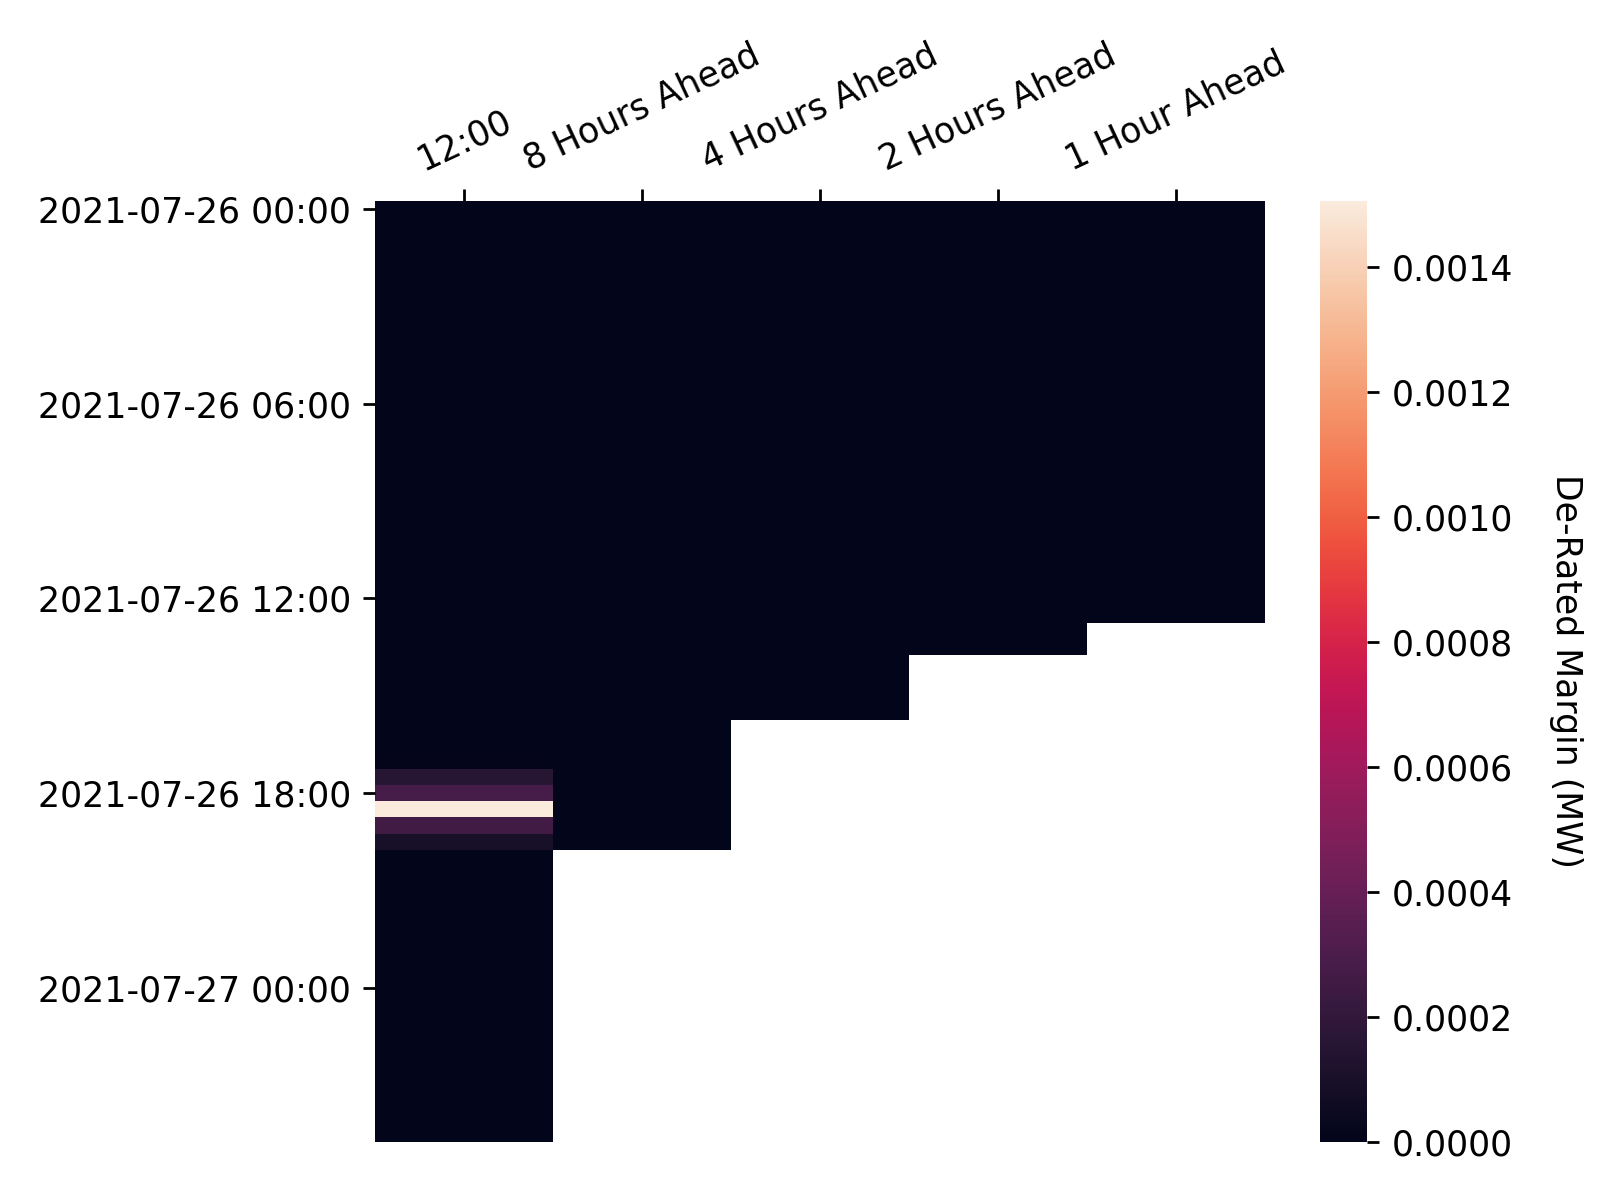 12:00
8 Hours Ahead
4 Hours Ahead
2 Hours Ahead
1 Hour Ahead
2021-07-26 00:00
2021-07-26 06:00
2021-07-26 12:00
2021-07-26 18:00
2021-07-27 00:00
0.0014
0.0012
0.0010
0.0008
0.0006
0.0004
0.0002
0.0000
De-Rated Margin (MW)